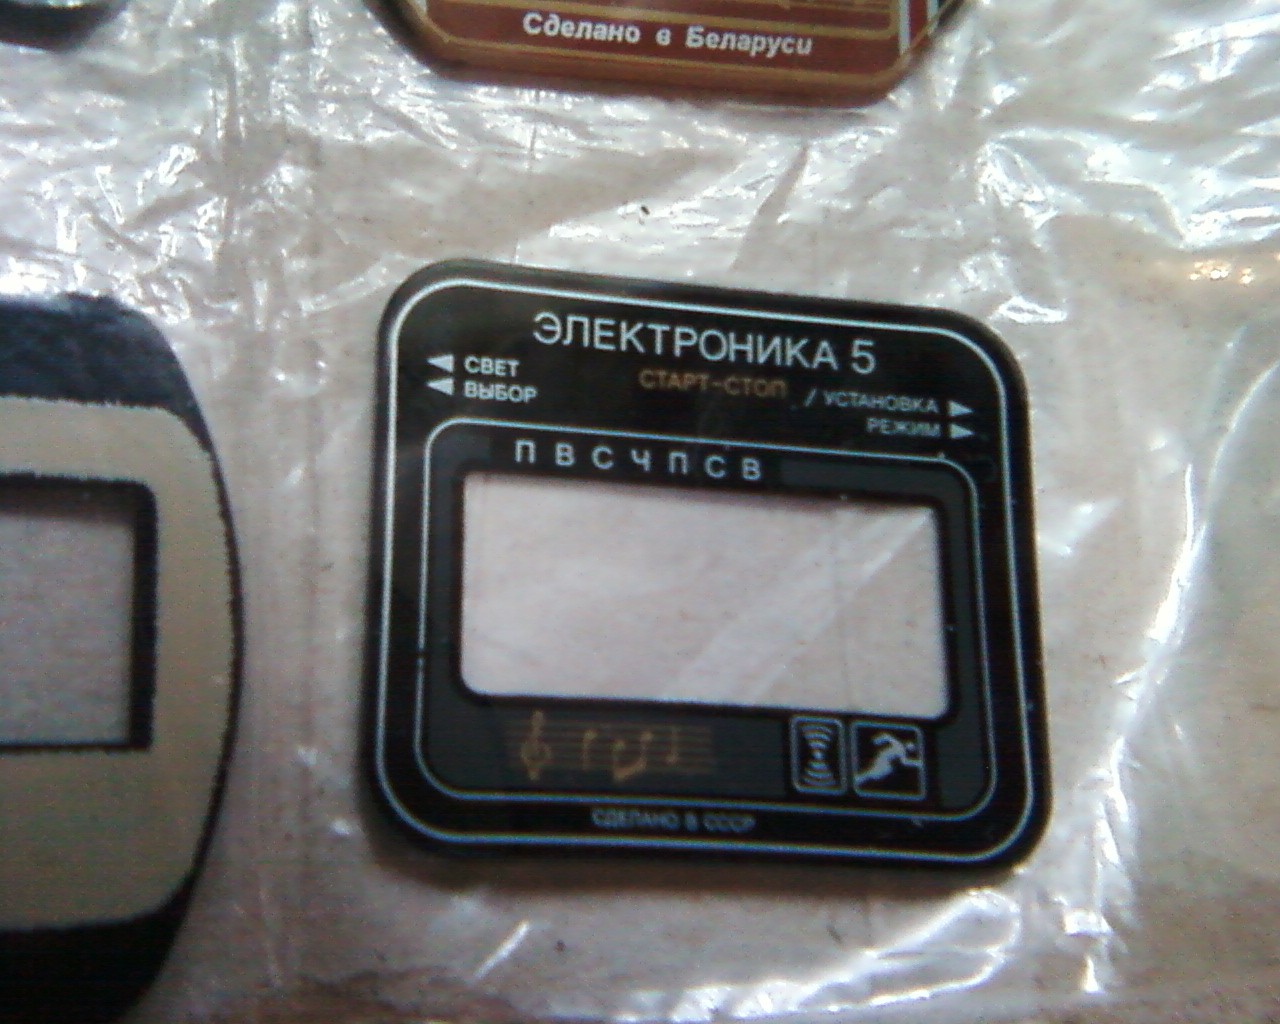 Сделано в Беларуси
ЭЛЕКТРОНИКА 5
СВЕТ
ВЫБОР
СТАРТ-СТОП
/ УСТАНОВКА
РЕЖИМ
П В С Ч П С В
СДЕЛАНО В СССР